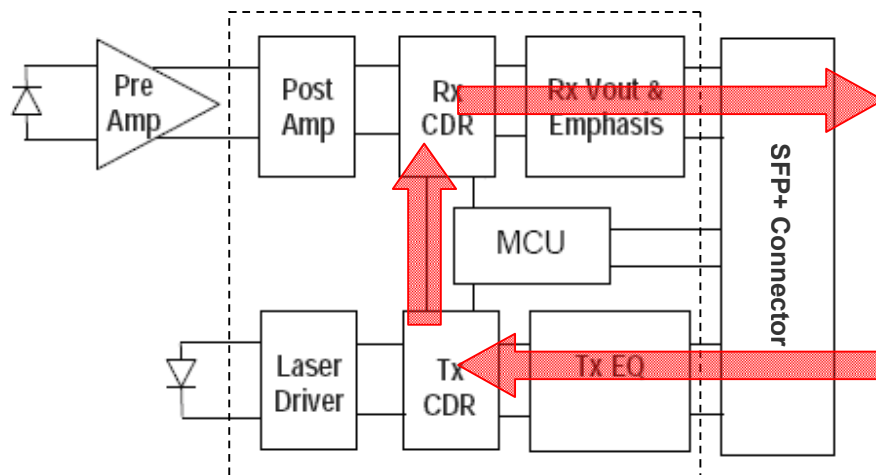 Pre
Amp
Post
Amp
Rx
CDR
Rx Vout &
Emphasis
SFP+ Connector
MCU
Laser
Driver
Tx
CDR
Tx EQ